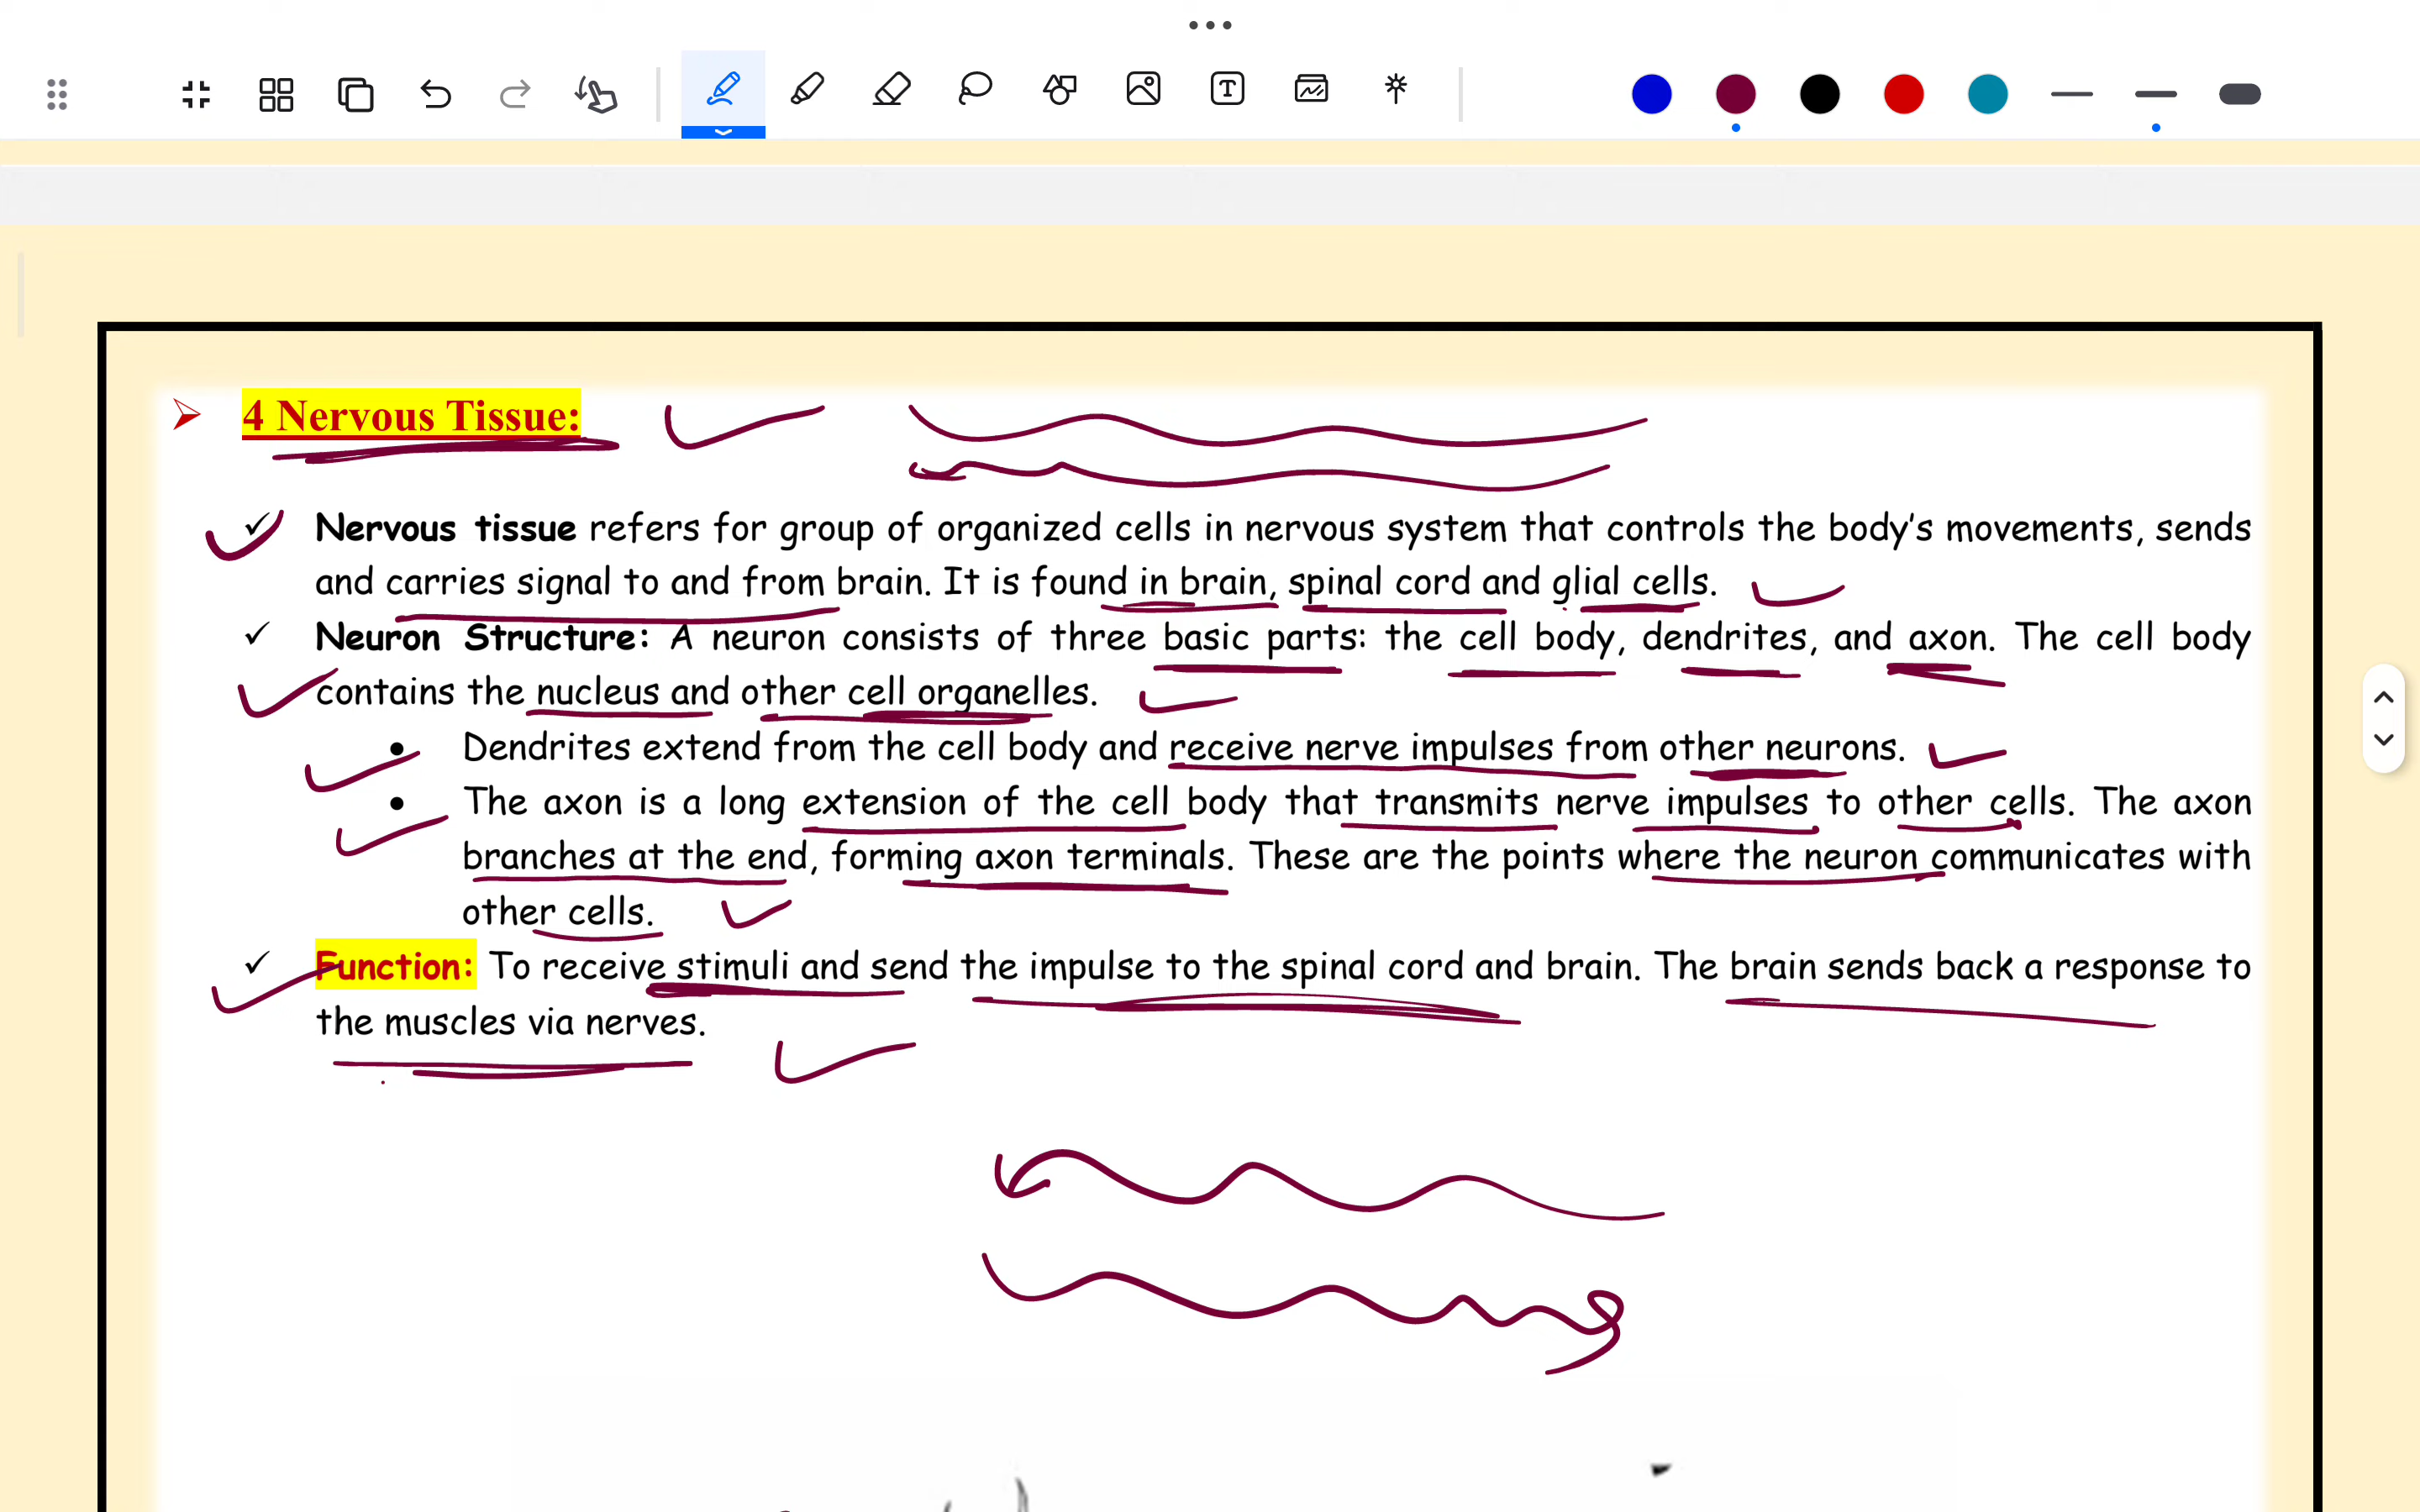 4 Nervous Tissue:
Nervous tissue refers for group of organized cells in nervous system that controls the body's movements, sends
and carries signal to and from brain. It is found in brain, spinal cord and glial cells.
Neuron Structure: A neuron consists of three basic parts: the cell body, dendrites, and axon. The cell body
contains the nucleus and other cell organelles.
Dendrites extend from the cell body and receive nerve impulses from other neurons.
The axon is a long extension of the cell body that transmits nerve impulses to other cells. The axon
branches at the end, forming axon terminals. These are the points where the neuron communicates with
other cells.
Function: To receive stimuli and send the impulse to the spinal cord and brain. The brain sends back a response to
the muscles via nerves.